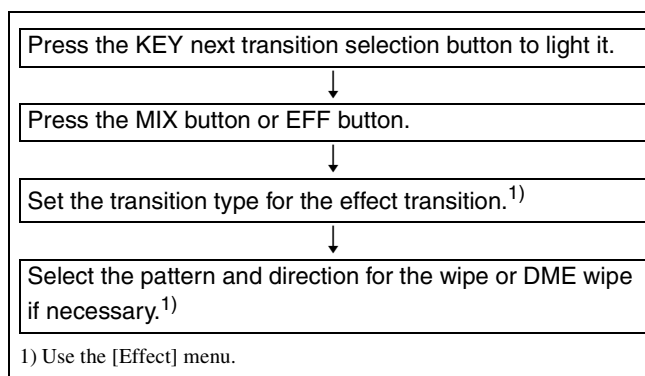 Press the KEY next transition selection button to light it.
Press the MIX button or EFF button.
Set the transition type for the effect transition.1)
Select the pattern and direction for the wipe or DME wipe
if necessary.1)
1) Use the [Effect] menu.